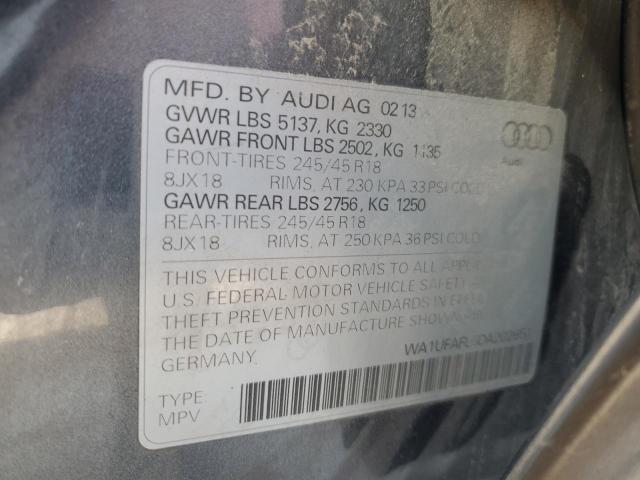 MFD. BY AUDI AG 02 13
GVWR LBS 5137, KG 2330
GAWR FRONT LBS 2502, KG 1135
FRONT-TIRES 245/45 R18
8JX18 RIMS, AT 230 KPA 33 PSI COLD
GAWR REAR LBS 2756, KG 1250
REAR-TIRES 245/45 R18
8JX18 RIMS, AT 250 KPA 36 PSI COLD
Audi
THIS VEHICLE CONFORMS TO ALL
U.S. FEDERAL MOTOR VEHICLE SAFETY
THEFT PREVENTION STANDARDS IN
DATE OF MANUFACTURE SHOWN
GERMANY.
TYPE:
MPV